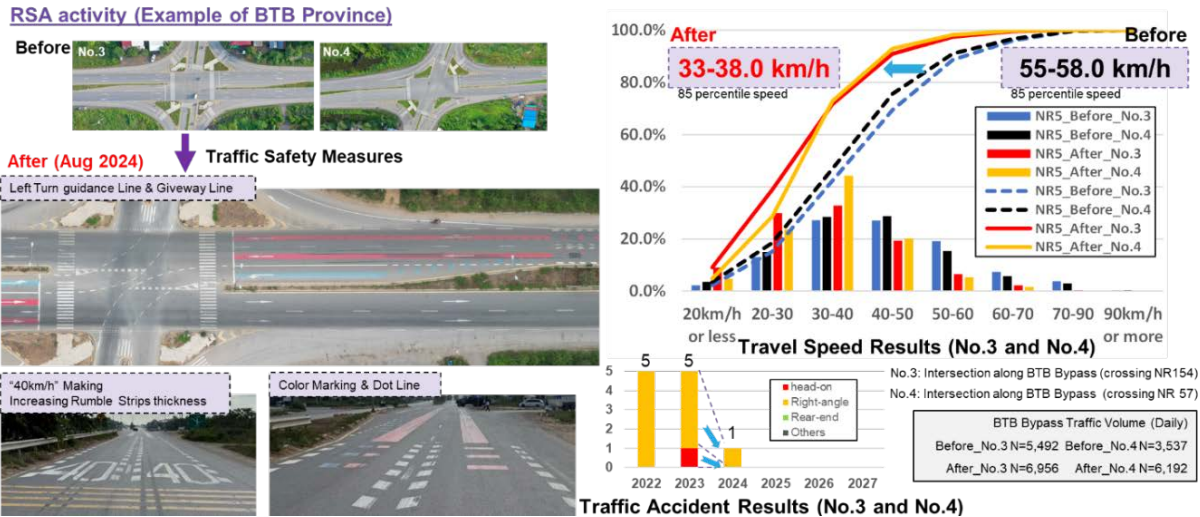 RSA activity (Example of BTB Province)
Before
No.3
No.4
After (Aug 2024)
Traffic Safety Measures
Left Turn guidance Line & Giveway Line
"40km/h" Making
Increasing Rumble Strips thickness
40 40
Color Marking & Dot Line
After
33-38.0 km/h
85 percentile speed
Before
55-58.0 km/h
85 percentile speed
100.0%
80.0%
60.0%
40.0%
20.0%
0.0%
NR5_Before_No.3
NR5_Before_No.4
NR5_After_No.3
NR5_After_No.4
NR5_Before_No.3
NR5_Before_No.4
NR5_After_No.3
NR5_After_No.4
20km/h or less
20-30
30-40
40-50
50-60
60-70
70-90
90km/h or more
Travel Speed Results (No.3 and No.4)
5
4
3
2
1
0
5
5
1
head-on
Right-angle
Rear-end
Others
2022
2023
2024
2025
2026
2027
Traffic Accident Results (No.3 and No.4)
No.3: Intersection along BTB Bypass (crossing NR154)
No.4: Intersection along BTB Bypass (crossing NR 57)
BTB Bypass Traffic Volume (Daily)
Before_No.3 N=5,492 Before_No.4 N=3,537
After_No.3 N=6,956 After_No.4 N=6,192